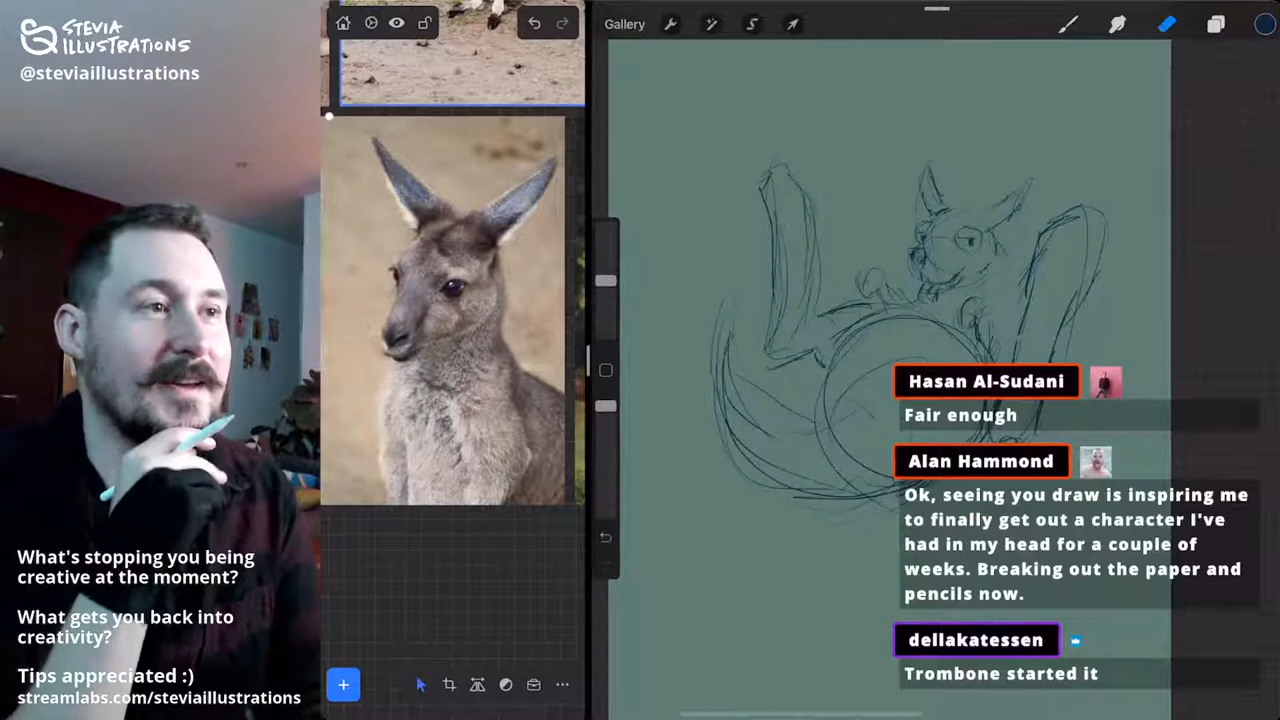 STEVIA
ILLUSTRATIONS
@steviaillustrations
Gallery
What's stopping you being
creative at the moment?
What gets you back into
creativity?
Tips appreciated :)
streamlabs.com/steviaillustrations
Hasan Al-Sudani
Fair enough
Alan Hammond
Ok, seeing you draw is inspiring me
to finally get out a character I've
had in my head for a couple of
weeks. Breaking out the paper and
pencils now.
dellakatessen
Trombone started it